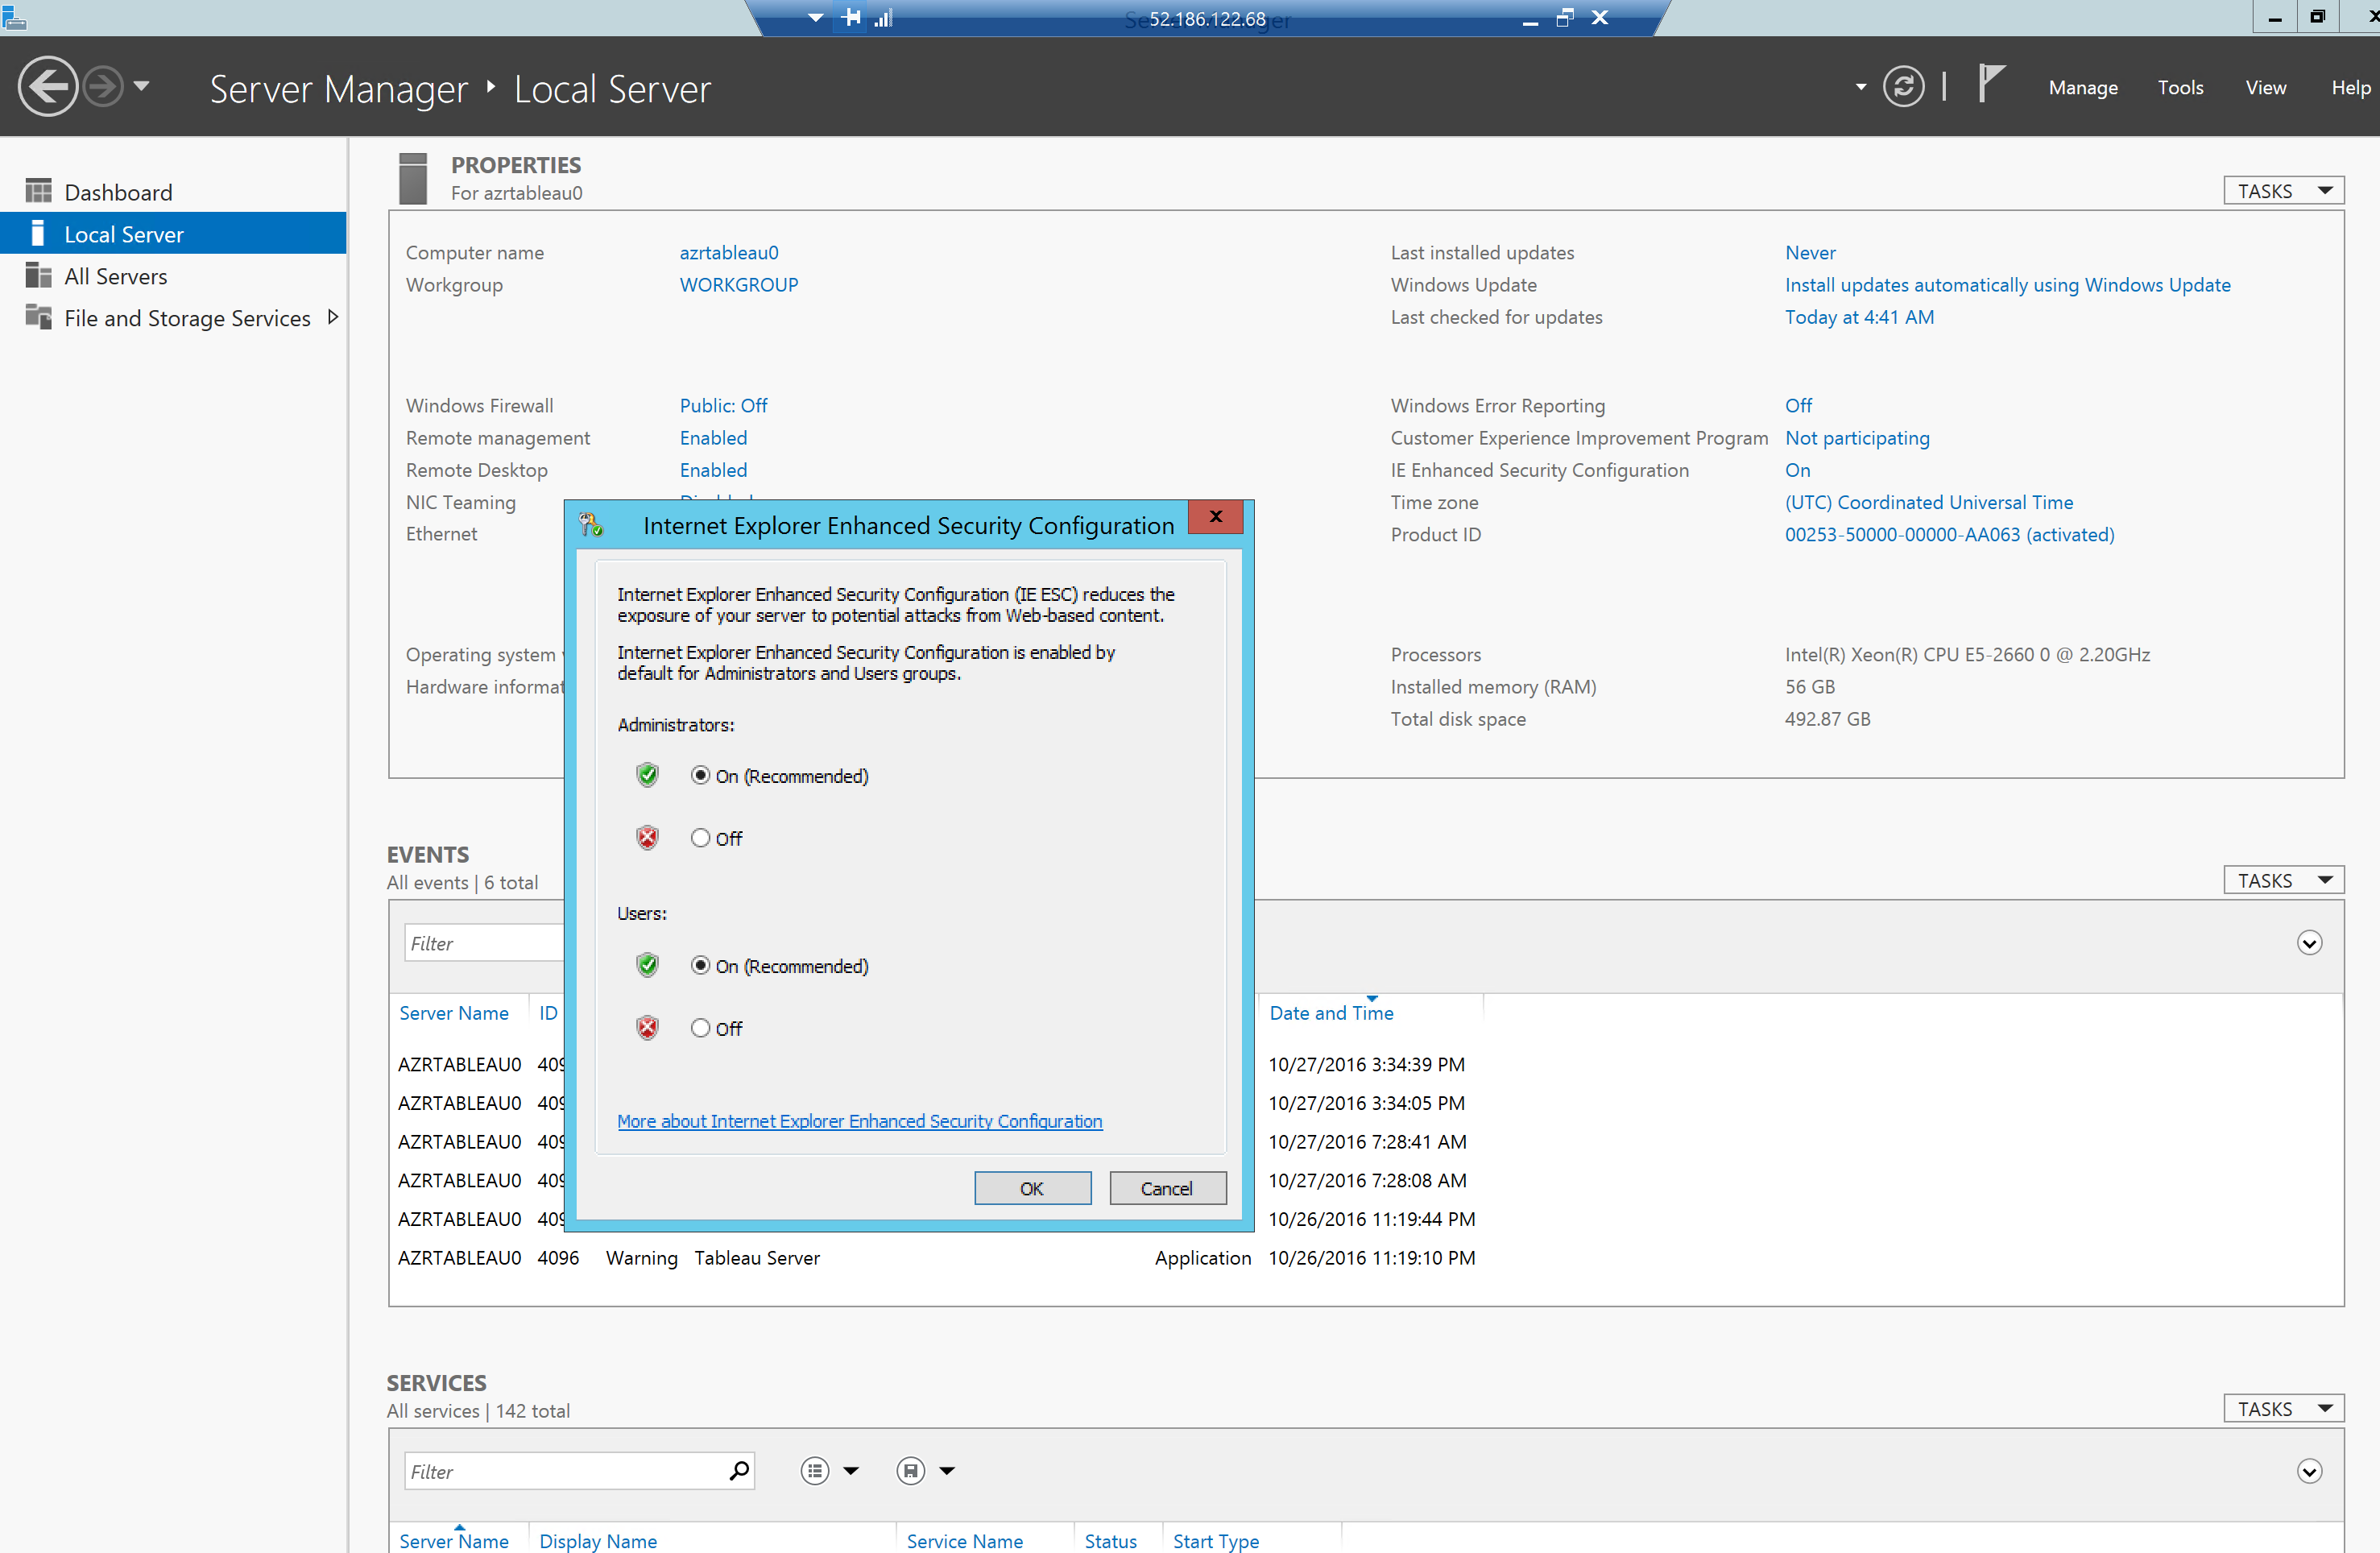 52.186.122.68
Server Manager ‣ Local Server
Manage Tools View Help
Dashboard
Local Server
All Servers
File and Storage Services
PROPERTIES
For azrtableau0
TASKS
Computer name azrtableau0
Workgroup WORKGROUP
Last installed updates Never
Windows Update Install updates automatically using Windows Update
Last checked for updates Today at 4:41 AM
Windows Firewall Public: Off
Remote management Enabled
Remote Desktop Enabled
NIC Teaming
Ethernet
Windows Error Reporting Off
Customer Experience Improvement Program Not participating
IE Enhanced Security Configuration On
Time zone (UTC) Coordinated Universal Time
Product ID 00253-50000-00000-AA063 (activated)
Operating system
Hardware informat
Processors Intel(R) Xeon(R) CPU E5-2660 0 @ 2.20GHz
Installed memory (RAM) 56 GB
Total disk space 492.87 GB
Internet Explorer Enhanced Security Configuration
x
Internet Explorer Enhanced Security Configuration (IE ESC) reduces the
exposure of your server to potential attacks from Web-based content.
Internet Explorer Enhanced Security Configuration is enabled by
default for Administrators and Users groups.
Administrators:
On (Recommended)
Off
Users:
On (Recommended)
Off
More about Internet Explorer Enhanced Security Configuration
OK Cancel
EVENTS
All events | 6 total
TASKS
Filter
Server Name ID Date and Time
AZRTABLEAU0 409 10/27/2016 3:34:39 PM
AZRTABLEAU0 409 10/27/2016 3:34:05 PM
AZRTABLEAU0 409 10/27/2016 7:28:41 AM
AZRTABLEAU0 409 10/27/2016 7:28:08 AM
AZRTABLEAU0 409 10/26/2016 11:19:44 PM
AZRTABLEAU0 4096 Warning Tableau Server Application 10/26/2016 11:19:10 PM
SERVICES
All services | 142 total
TASKS
Filter
Server Name Display Name Service Name Status Start Type